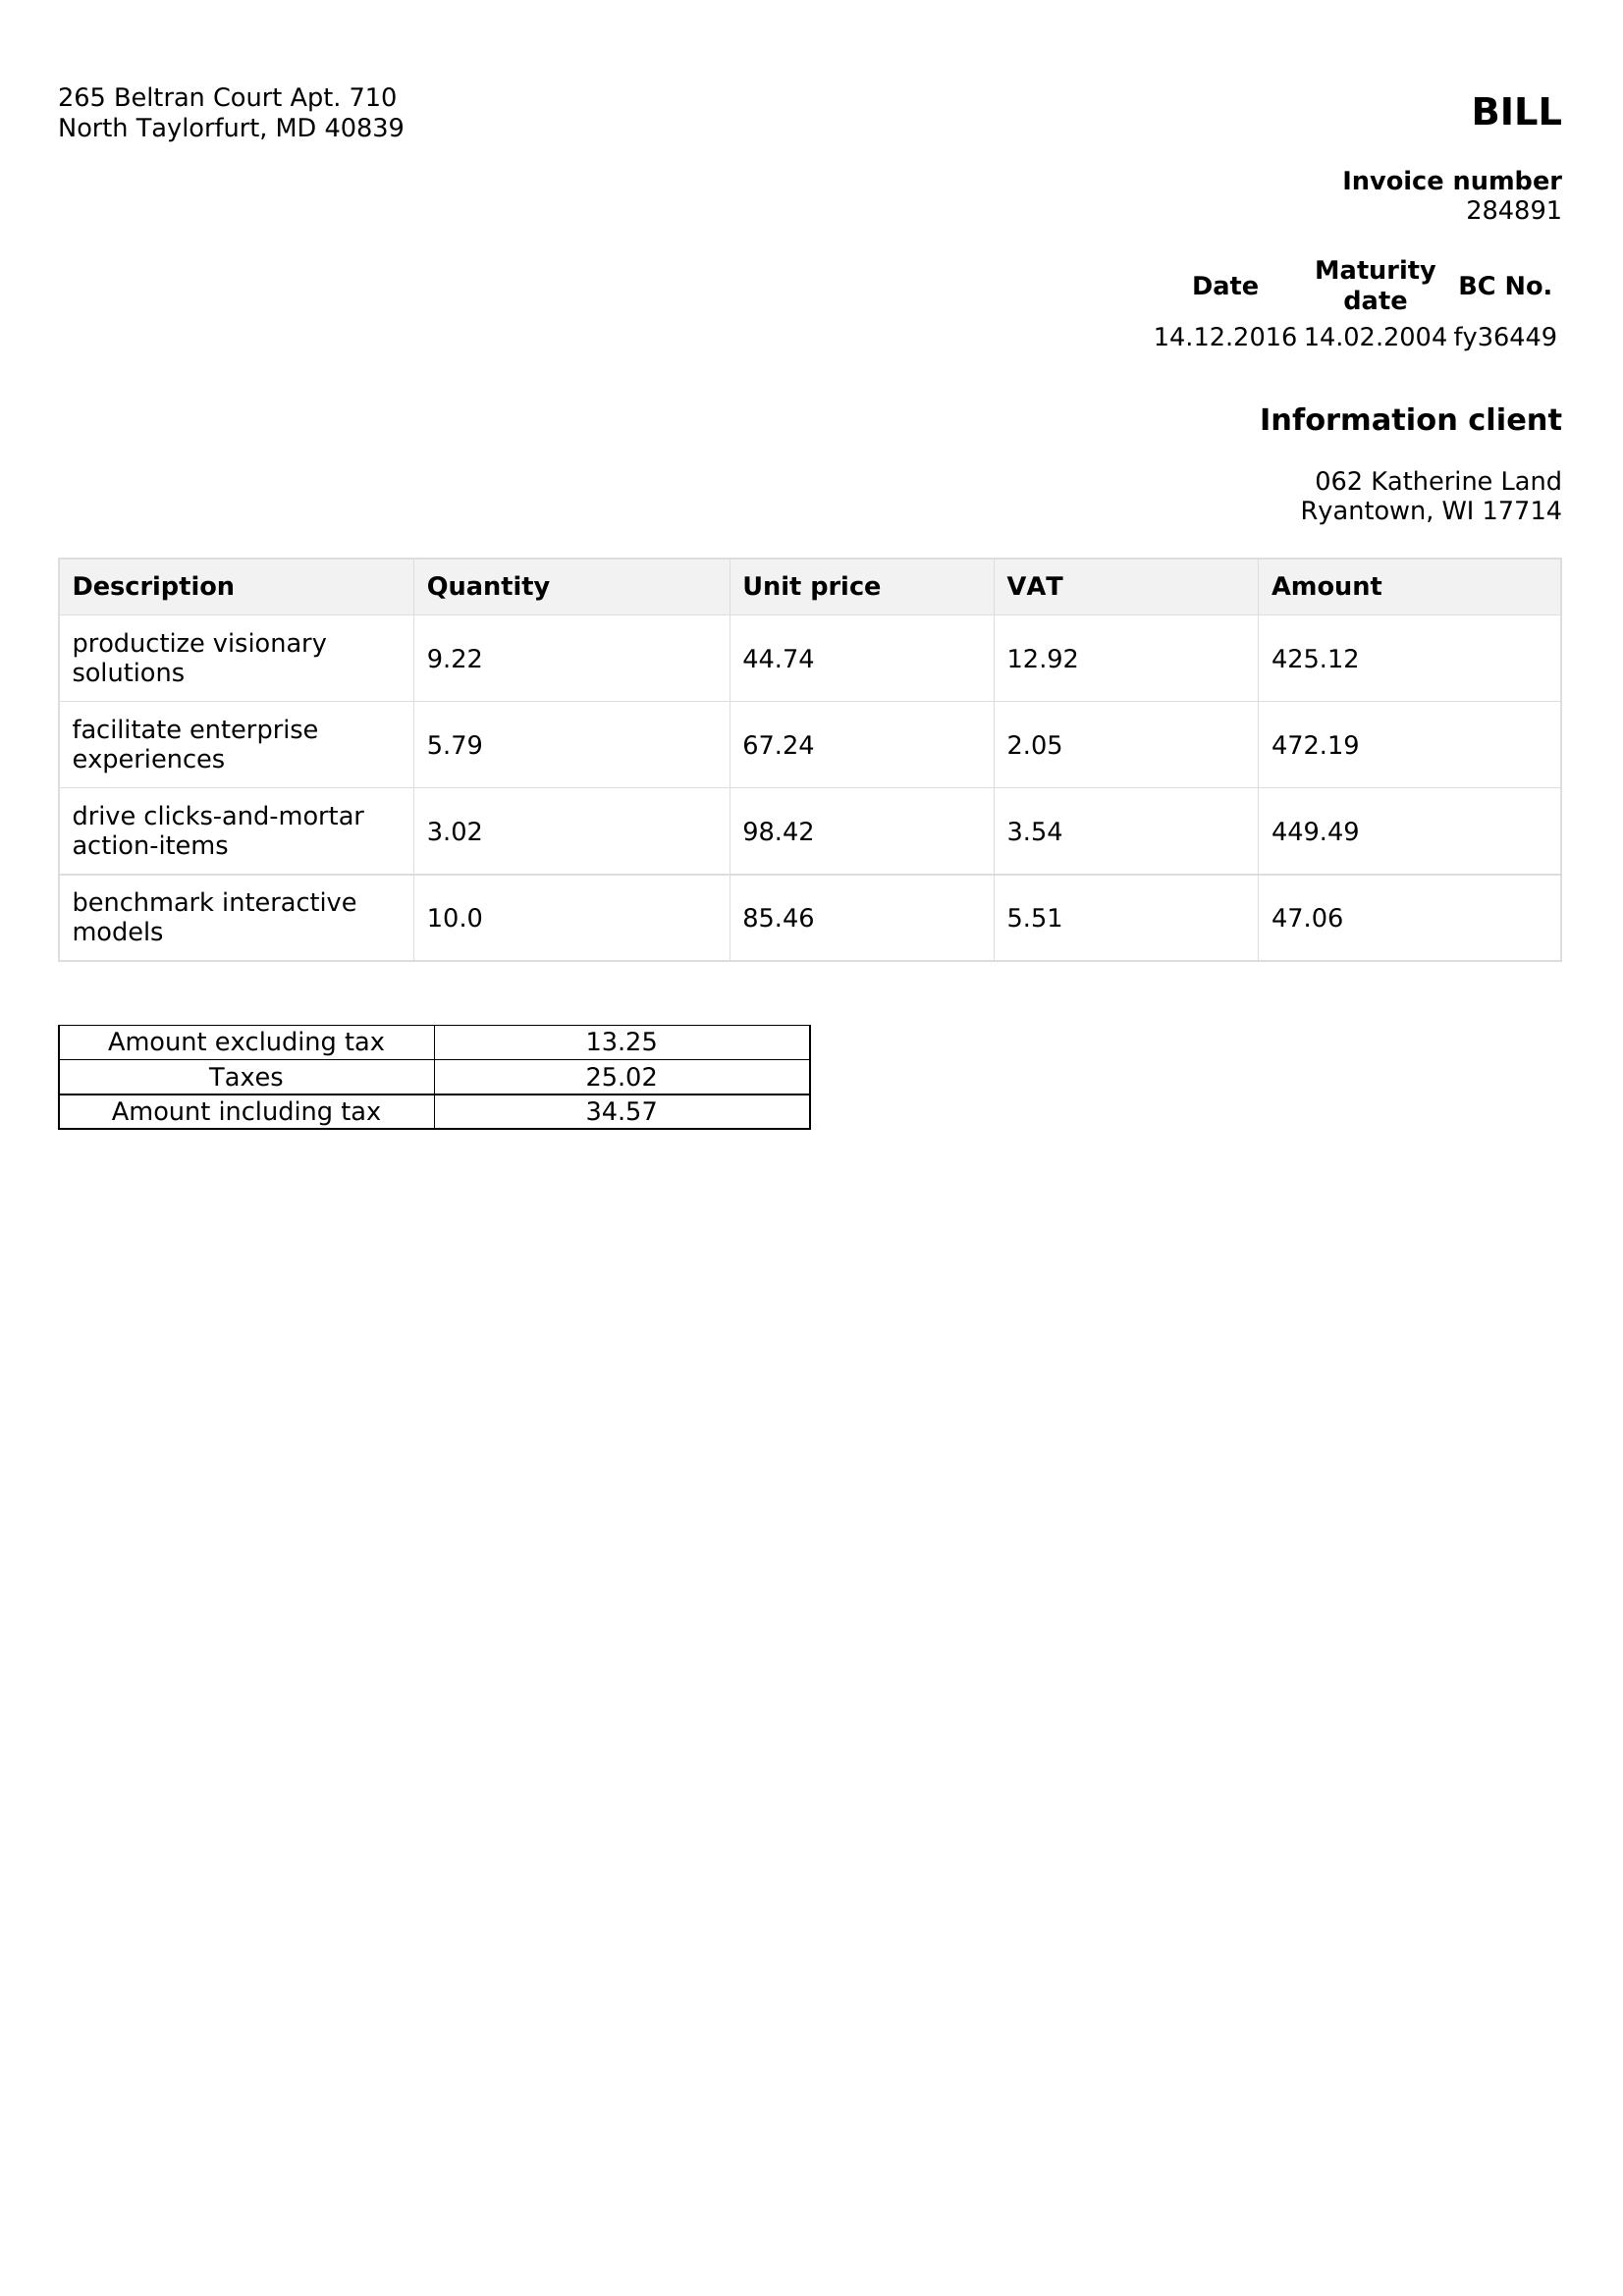 265 Beltran Court Apt. 710
North Taylorfurt, MD 40839
BILL
Invoice number
284891
Date Maturity date BC No.
14.12.2016 14.02.2004 fy36449
Information client
062 Katherine Land
Ryantown, WI 17714
Description Quantity Unit price VAT Amount
productize visionary
solutions 9.22 44.74 12.92 425.12
facilitate enterprise
experiences 5.79 67.24 2.05 472.19
drive clicks-and-mortar
action-items 3.02 98.42 3.54 449.49
benchmark interactive
models 10.0 85.46 5.51 47.06
Amount excluding tax 13.25
Taxes 25.02
Amount including tax 34.57